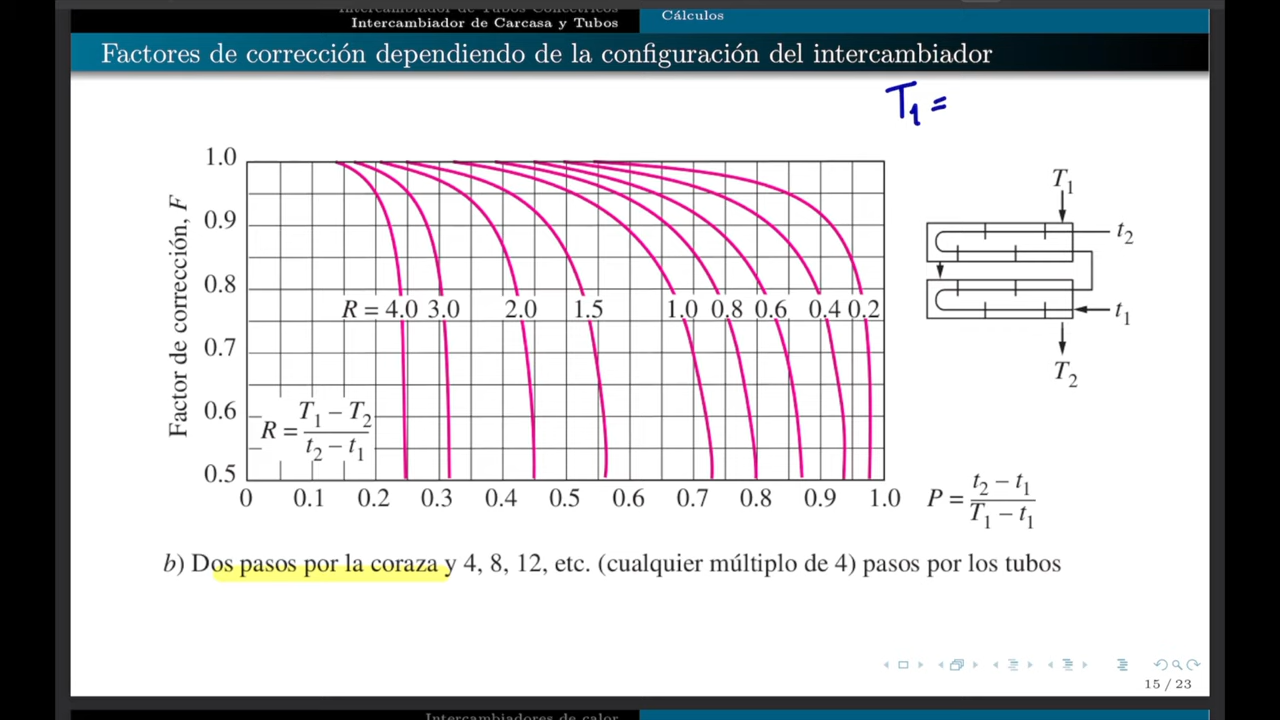 Intercambiador de Tubos Concéntricos
Intercambiador de Carcasa y Tubos
Cálculos
Factores de corrección dependiendo de la configuración del intercambiador
T₁ =
1.0
0.9
0.8
0.7
0.6
0.5
Factor de corrección, F
R = 4.0 3.0 2.0 1.5 1.0 0.8 0.6 0.4 0.2
R = (T₁ – T₂) / (t₂ – t₁)
0 0.1 0.2 0.3 0.4 0.5 0.6 0.7 0.8 0.9 1.0
T₁
t₂
t₁
T₂
P = (t₂ – t₁) / (T₁ – t₁)
b) Dos pasos por la coraza y 4, 8, 12, etc. (cualquier múltiplo de 4) pasos por los tubos
15 / 23
Intercambiadores de calor